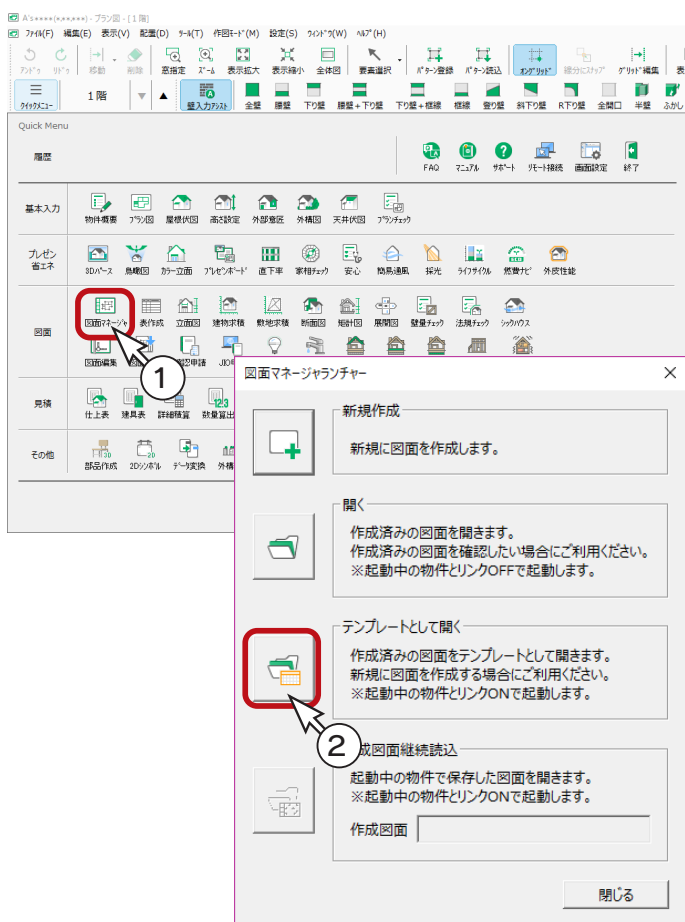 A's****(*,**,***) - プラン図 - [1 階]
ファイル(F) 編集(E) 表示(V) 配置(D) ツール(T) 作図モード(M) 設定(S) ウインドウ(W) ヘルプ(H)
アンドゥ リドゥ 移動 削除 窓指定 ズーム 表示拡大 表示縮小 全体図 要素選択 パターン登録 パターン読込 オングリッド 線分にスナップ グリッド編集 表
クイックメニュー 1 階 壁入力アシスト 全壁 腰壁 下り壁 腰壁+下り壁 下り壁+框線 框線 登り壁 斜下り壁 R下り壁 全開口 半壁 ふかし
Quick Menu
履歴
FAQ マニュアル サポート リモート接続 画面設定 終了
基本入力
物件概要 プラン図 屋根伏図 高さ設定 外部意匠 外構図 天井伏図 プランチェック
プレゼン
省エネ
3Dパース 鳥瞰図 カラー立面 プレゼンボード 直下率 家相チェック 安心 簡易通風 採光 ライフサイクル 燃費ナビ 外皮性能
図面
図面マネージャ 表作成 立面図 建物求積 敷地求積 断面図 矩計図 展開図 壁量チェック 法規チェック シックハウス
図面編集
見積
仕上表 建具表 詳細積算 数量算出
その他
部品作成 2Dシンボル データ変換 外構
1
図面マネージャランチャー
新規作成
新規に図面を作成します。
開く
作成済みの図面を開きます。
作成済みの図面を確認したい場合にご利用ください。
※起動中の物件とリンクOFFで起動します。
テンプレートとして開く
作成済みの図面をテンプレートとして開きます。
新規に図面を作成する場合にご利用ください。
※起動中の物件とリンクONで起動します。
2
成図面継続読込
起動中の物件で保存した図面を開きます。
※起動中の物件とリンクONで起動します。
作成図面
閉じる